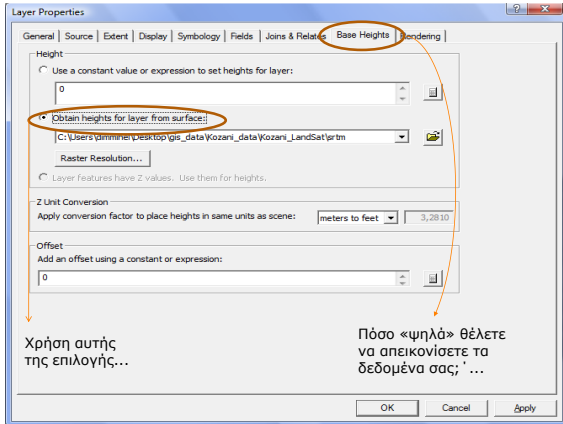 Layer Properties
General | Source | Extent | Display | Symbology | Fields | Joins & Relates | Base Heights | Rendering |
Height
Use a constant value or expression to set heights for layer:
0
Obtain heights for layer from surface:
C:\Users\dimminei\Desktop\gis_data\Kozani_data\Kozani_LandSat\srtm
Raster Resolution...
Layer features have Z values. Use them for heights.
Z Unit Conversion
Apply conversion factor to place heights in same units as scene: meters to feet 3,2810
Offset
Add an offset using a constant or expression:
0
Χρήση αυτής
της επιλογής...
Πόσο «ψηλά» θέλετε
να απεικονίσετε τα
δεδομένα σας;΄...
OK Cancel Apply